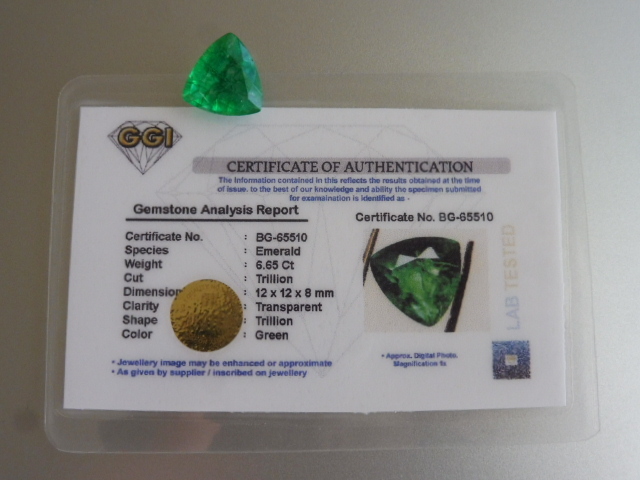 GGI
CERTIFICATE OF AUTHENTICATION
The Information contained in this reflects the results obtained at the time
of issue. to the best of our knowledge and ability the specimen submitted
for examaination is identified as -
Gemstone Analysis Report
Certificate No. BG-65510
Certificate No. : BG-65510
Species : Emerald
Weight : 6.65 Ct
Cut : Trillion
Dimension : 12 x 12 x 8 mm
Clarity : Transparent
Shape : Trillion
Color : Green
LAB TESTED
• Jewellery image may be enhanced or approximate
• As given by supplier / inscribed on jewellery
• Approx. Digital Photo.
Magnification 5x